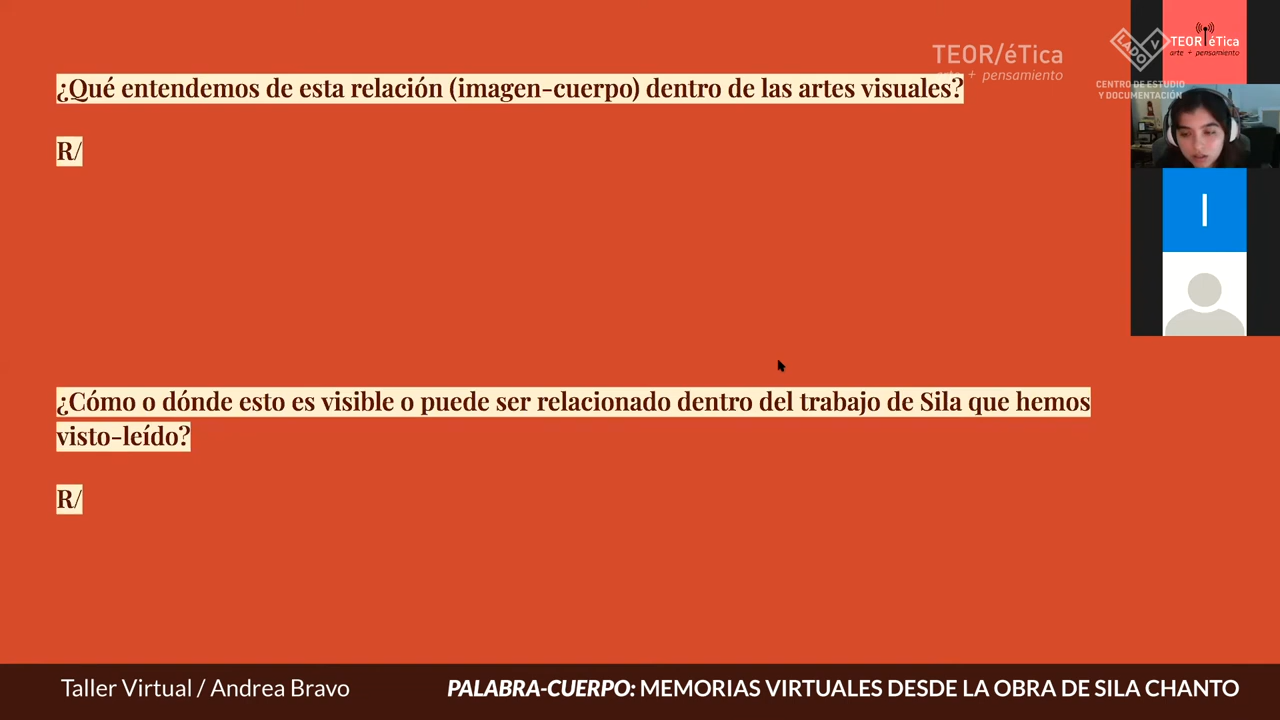 TEOR/éTica
arte + pensamiento
LADO V
CENTRO DE ESTUDIO
Y DOCUMENTACIÓN
TEOR/éTica
arte + pensamiento
¿Qué entendemos de esta relación (imagen-cuerpo) dentro de las artes visuales?
R/
I
¿Cómo o dónde esto es visible o puede ser relacionado dentro del trabajo de Sila que hemos
visto-leído?
R/
Taller Virtual / Andrea Bravo
PALABRA-CUERPO: MEMORIAS VIRTUALES DESDE LA OBRA DE SILA CHANTO